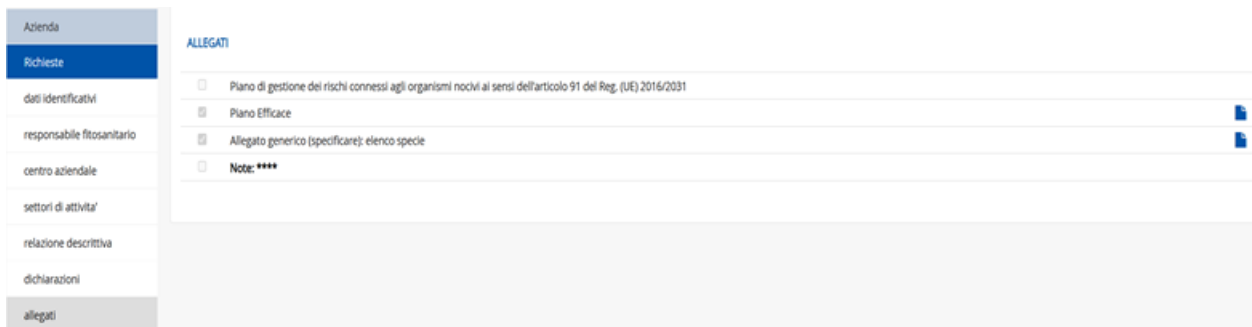 Azienda
Richieste
dati identificativi
responsabile fitosanitario
centro aziendale
settori di attivita'
relazione descrittiva
dichiarazioni
allegati
ALLEGATI
Piano di gestione dei rischi connessi agli organismi nocivi ai sensi dell'articolo 91 del Reg. (UE) 2016/2031
Piano Efficace
Allegato generico (specificare): elenco specie
Note: ****